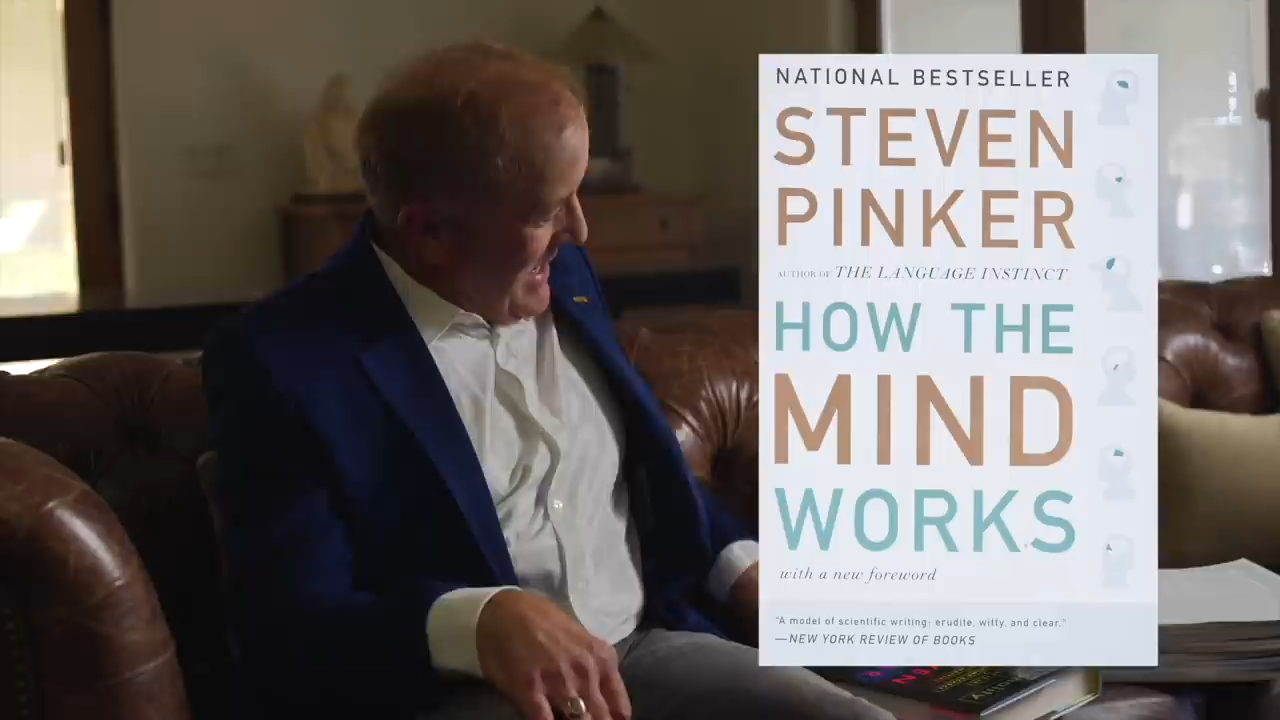 NATIONAL BESTSELLER
STEVEN
PINKER
AUTHOR OF THE LANGUAGE INSTINCT
HOW THE
MIND
WORKS
with a new foreword
"A model of scientific writing: erudite, witty, and clear."
—NEW YORK REVIEW OF BOOKS